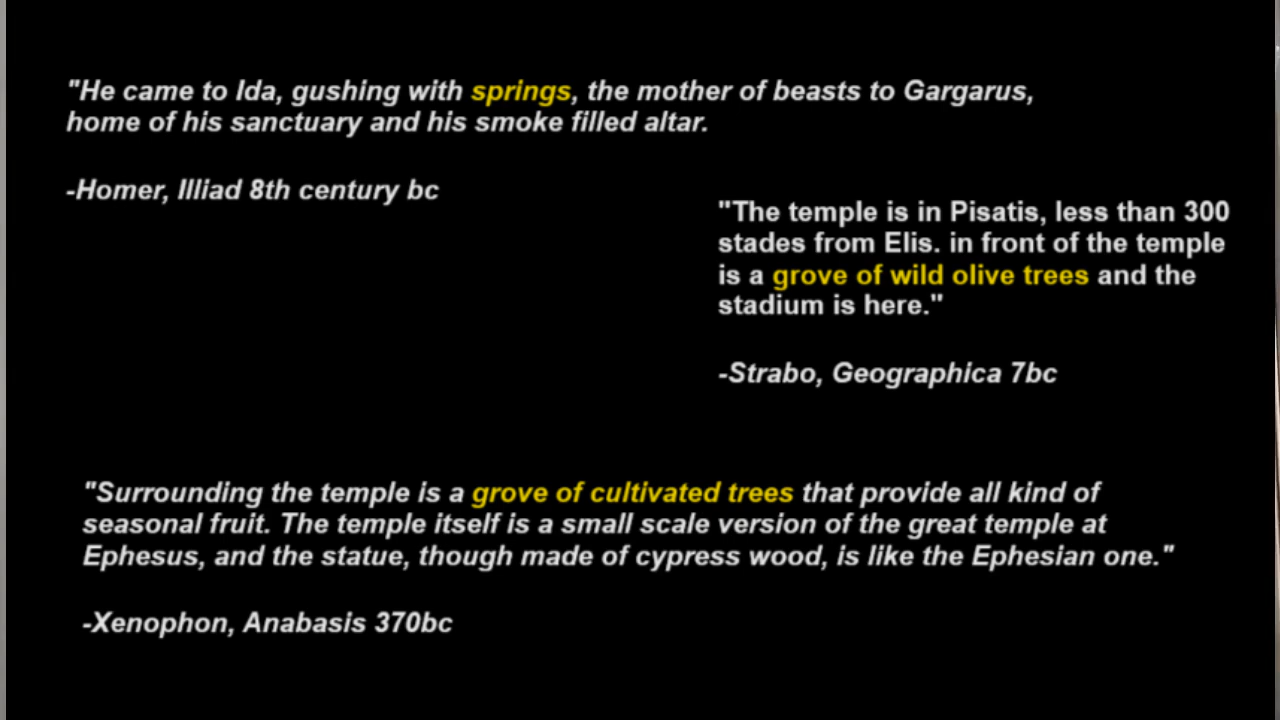 "He came to Ida, gushing with springs, the mother of beasts to Gargarus,
home of his sanctuary and his smoke filled altar.
-Homer, Illiad 8th century bc
"The temple is in Pisatis, less than 300
stades from Elis. in front of the temple
is a grove of wild olive trees and the
stadium is here."
-Strabo, Geographica 7bc
"Surrounding the temple is a grove of cultivated trees that provide all kind of
seasonal fruit. The temple itself is a small scale version of the great temple at
Ephesus, and the statue, though made of cypress wood, is like the Ephesian one."
-Xenophon, Anabasis 370bc